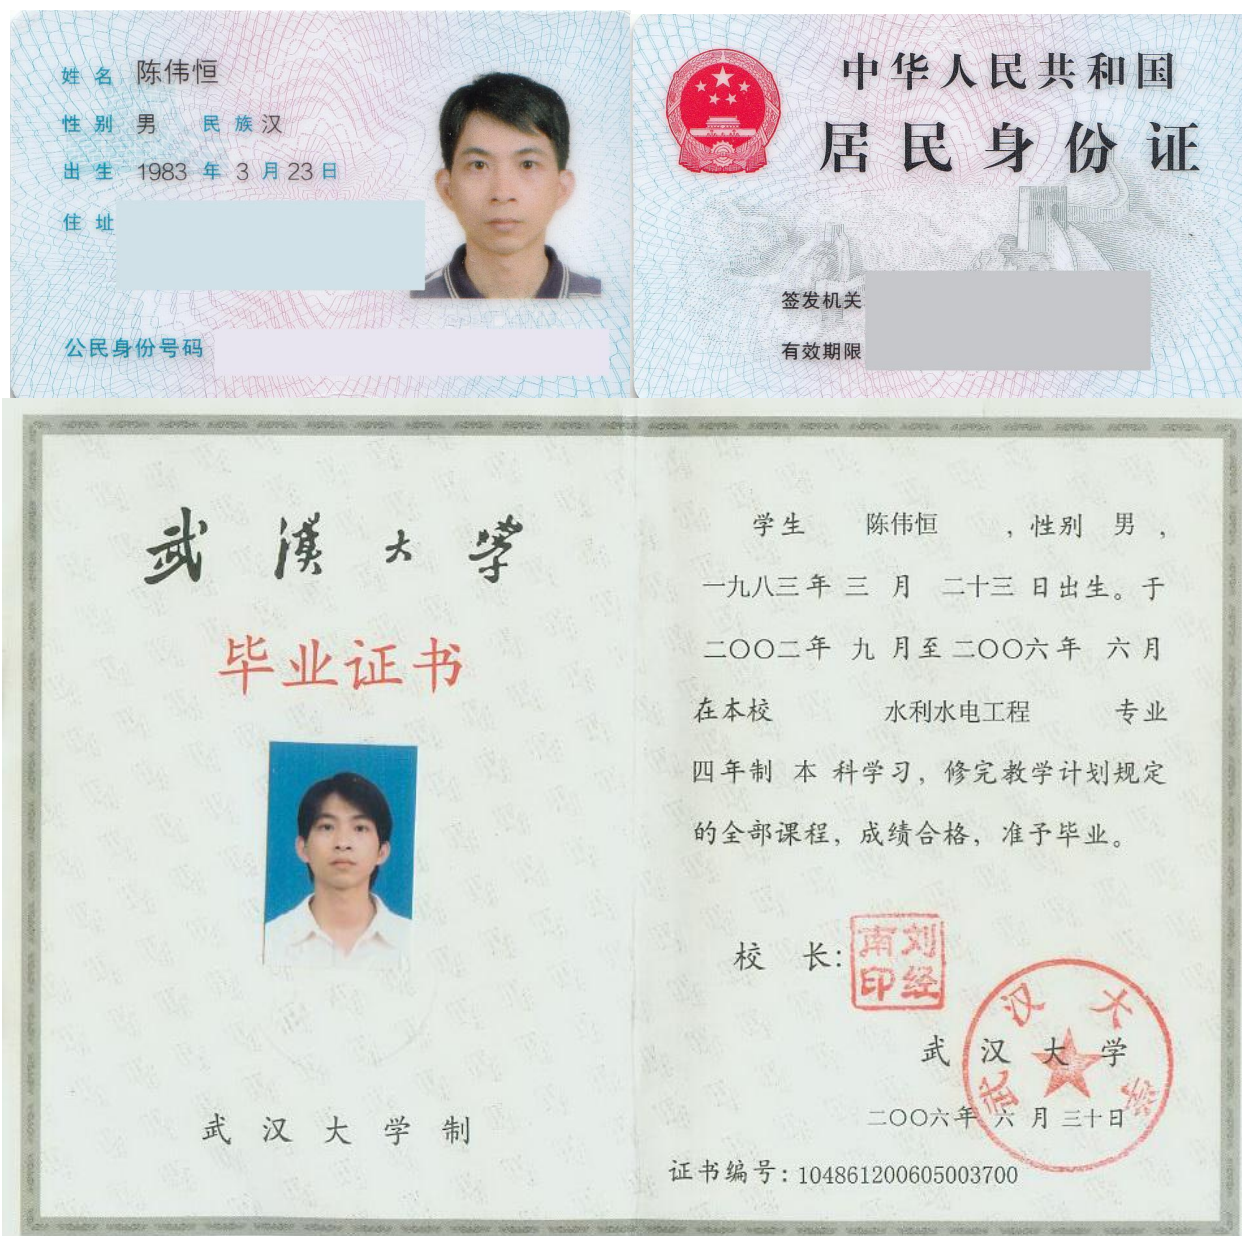 姓名 陈伟恒
性别 男 民族 汉
出生 1983 年 3 月 23 日
住址
公民身份号码
中华人民共和国
居民身份证
签发机关
有效期限
武漢大学
毕业证书
武汉大学制
学生 陈伟恒 ，性别 男 ，
一九八三年 三 月 二十三 日出生。于
二〇〇二年 九 月至二〇〇六年 六月
在本校 水利水电工程 专业
四年制 本 科学习，修完教学计划规定
的全部课程，成绩合格，准予毕业。
校 长：
刘经南印
武汉大学
武汉大学
二〇〇六年 六 月 三十日
证书编号：104861200605003700